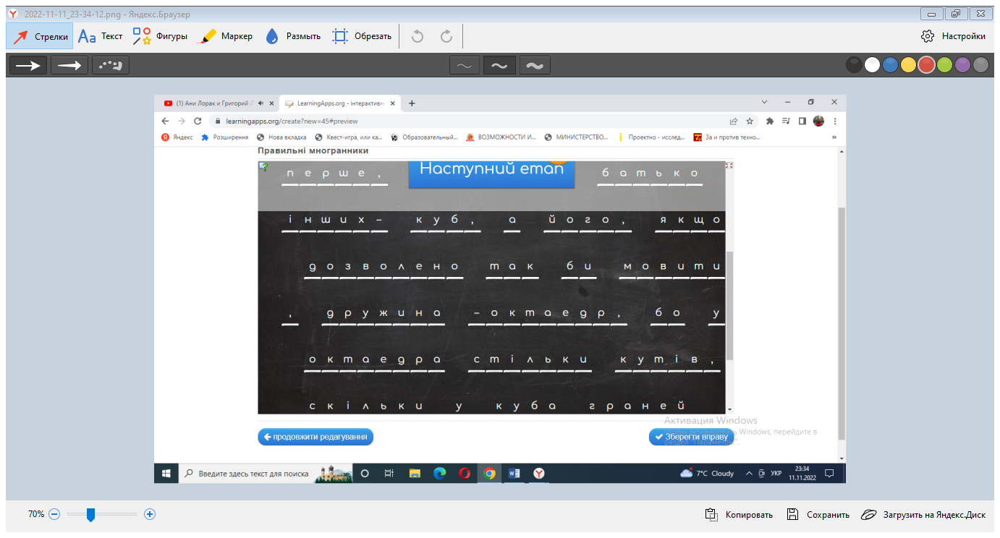 2022-11-11_23-34-12.png - Яндекс.Браузер
Стрелки Текст Фигуры Маркер Размыть Обрезать Настройки
(1) Ани Лорак и Григорий LearningApps.org - інтерактивн
learningapps.org/create?new=45#preview
Яндекс Розширення Нова вкладка Квест-игра, или ка... Образовательный... ВОЗМОЖНОСТИ И... МИНИСТЕРСТВО... Проектно - исслед... За и против техно... »
Правильні многранники
перше, Наступний етап батько
інших- куб, а його, якщо
дозволено так би мовити
, дружина -октаедр, бо у
октаедра стільки кутів,
скільки у куба граней
Активация Windows
продовжити редагування Зберегти вправу Windows, перейдите в
Введите здесь текст для поиска 7°C Cloudy УКР 23:34
11.11.2022
70% Копировать Сохранить Загрузить на Яндекс.Диск